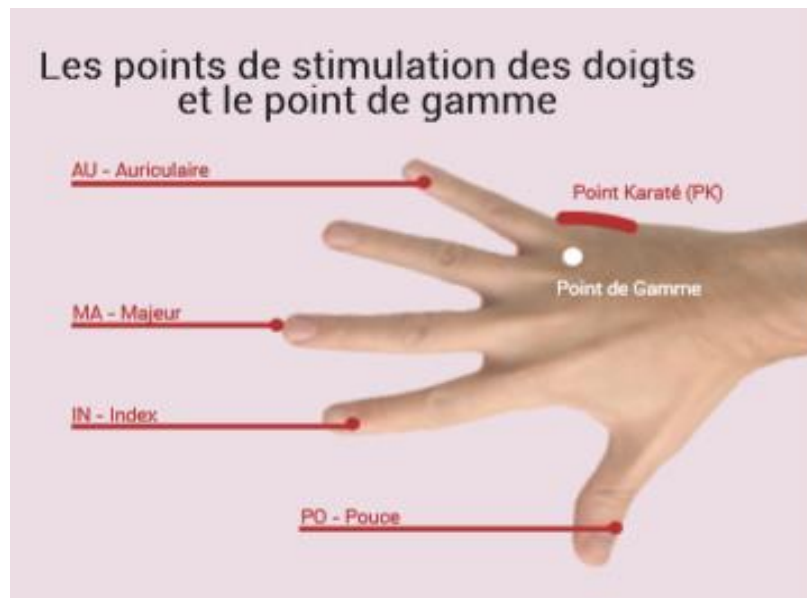 Les points de stimulation des doigts
et le point de gamme
AU - Auriculaire
Point Karaté (PK)
Point de Gamme
MA - Majeur
IN - Index
PO - Pouce